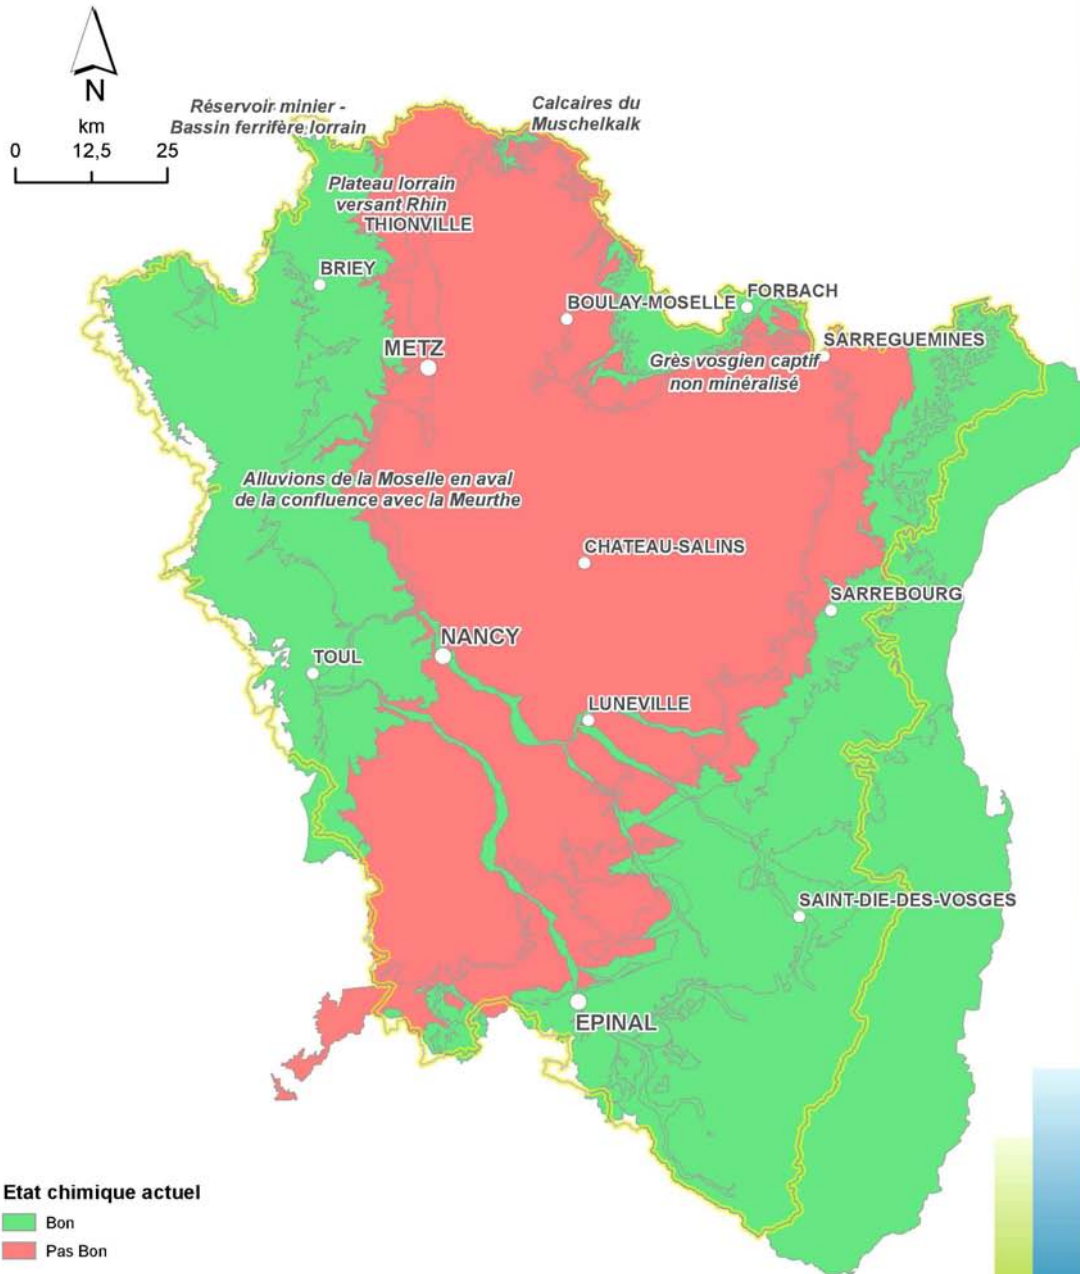 N
km
0 12,5 25
Réservoir minier -
Bassin ferrifère lorrain
Calcaires du
Muschelkalk
Plateau lorrain
versant Rhin
THIONVILLE
BRIEY
BOULAY-MOSELLE
FORBACH
METZ
SARREGUEMINES
Grès vosgien captif
non minéralisé
Alluvions de la Moselle en aval
de la confluence avec la Meurthe
CHATEAU-SALINS
SARREBOURG
NANCY
TOUL
LUNEVILLE
SAINT-DIE-DES-VOSGES
EPINAL
Etat chimique actuel
Bon
Pas Bon